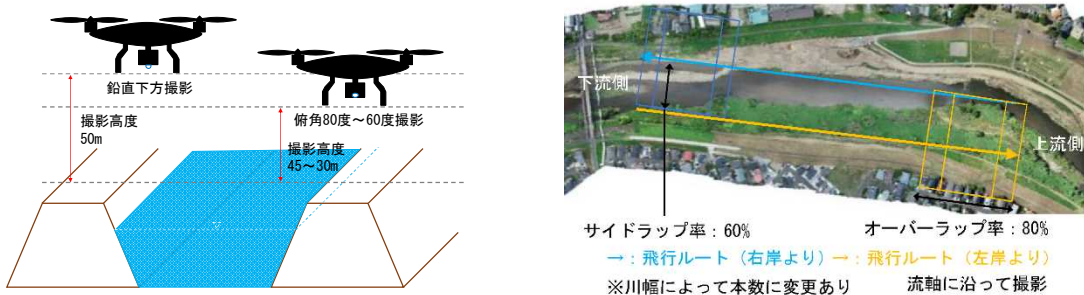 鉛直下方撮影
撮影高度
50m
俯角80度～60度撮影
撮影高度
45～30m
下流側
上流側
サイドラップ率：60%
オーバーラップ率：80%
→：飛行ルート（右岸より）
→：飛行ルート（左岸より）
※川幅によって本数に変更あり
流軸に沿って撮影